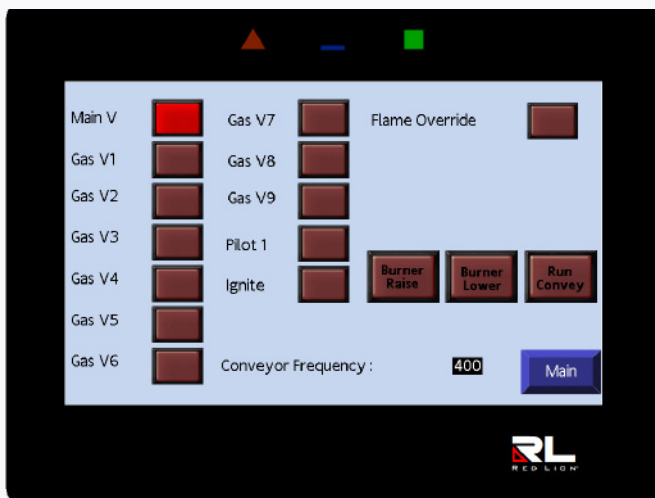 Main V
Gas V1
Gas V2
Gas V3
Gas V4
Gas V5
Gas V6
Gas V7
Gas V8
Gas V9
Pilot 1
Ignite
Flame Override
Burner
Raise
Burner
Lower
Run
Convey
Conveyor Frequency :
400
Main
RL
RED LION